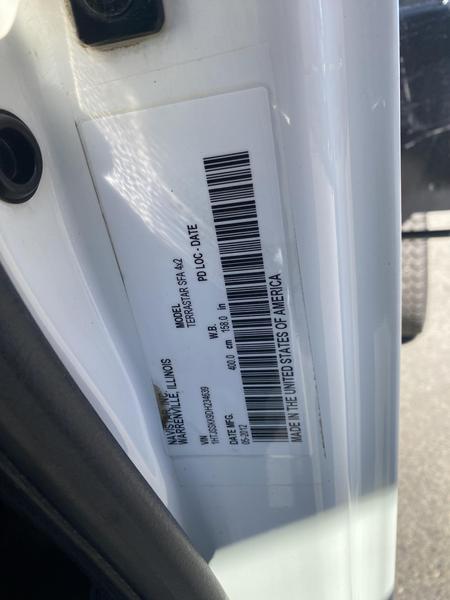 NAVISTAR, INC.
WARRENVILLE, ILLINOIS
MODEL
TERRASTAR SFA 4x2
VIN
PD LOC - DATE
DATE MFG.
05-2012
W.B.
400.0 cm 158.0 in
MADE IN THE UNITED STATES OF AMERICA